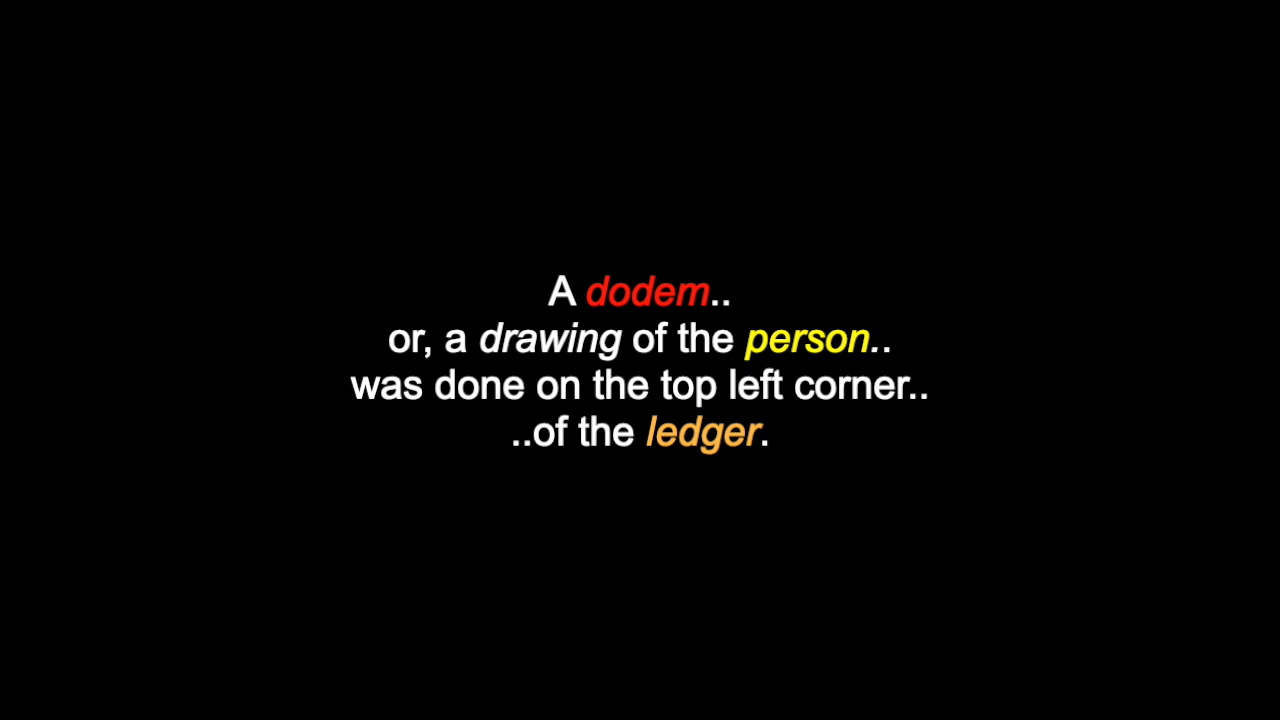 A dodem..
or, a drawing of the person..
was done on the top left corner..
..of the ledger.